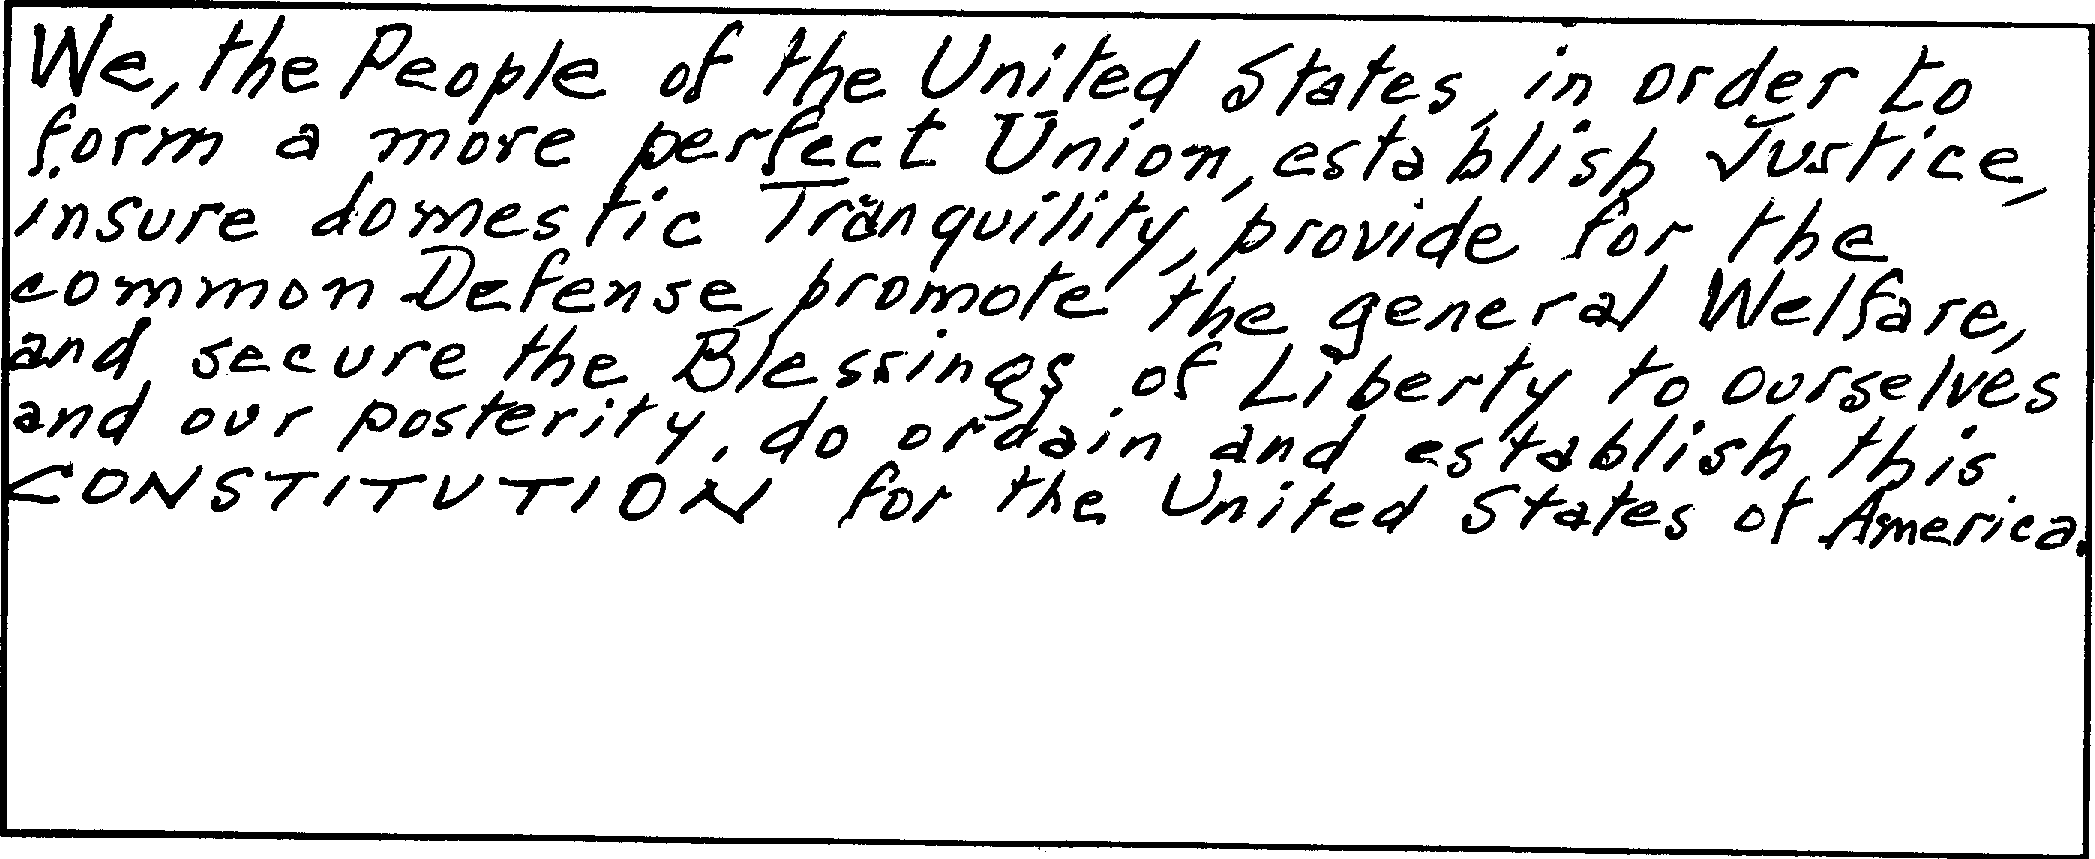 We, the People of the United States, in order to
form a more perfect Union, establish Justice,
insure domestic Tranquility, provide for the
common Defense, promote the general Welfare,
and secure the Blessings of Liberty to ourselves
and our posterity, do ordain and establish this
CONSTITUTION for the United States of America.